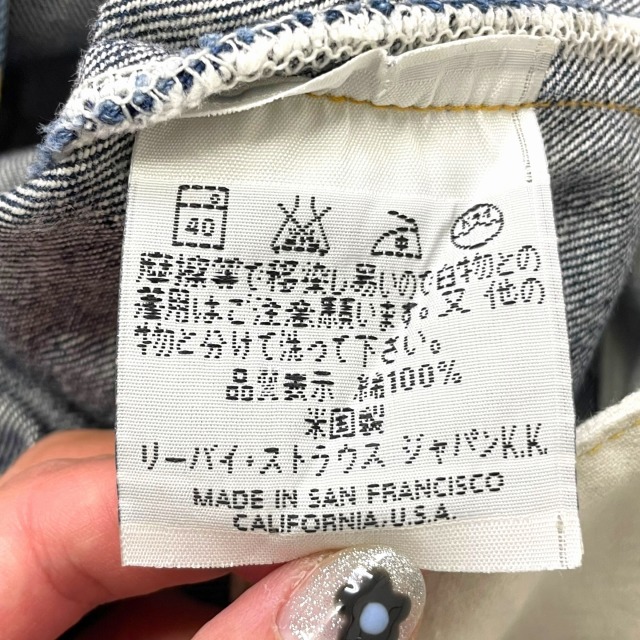 40
摩擦等で移染し易いので白物との
着用はご注意願います。又 他の
物と分けて洗って下さい。
品質表示 綿100%
米国製
リーバイ・ストラウス ジャパンK.K.
MADE IN SAN FRANCISCO
CALIFORNIA.U.S.A.